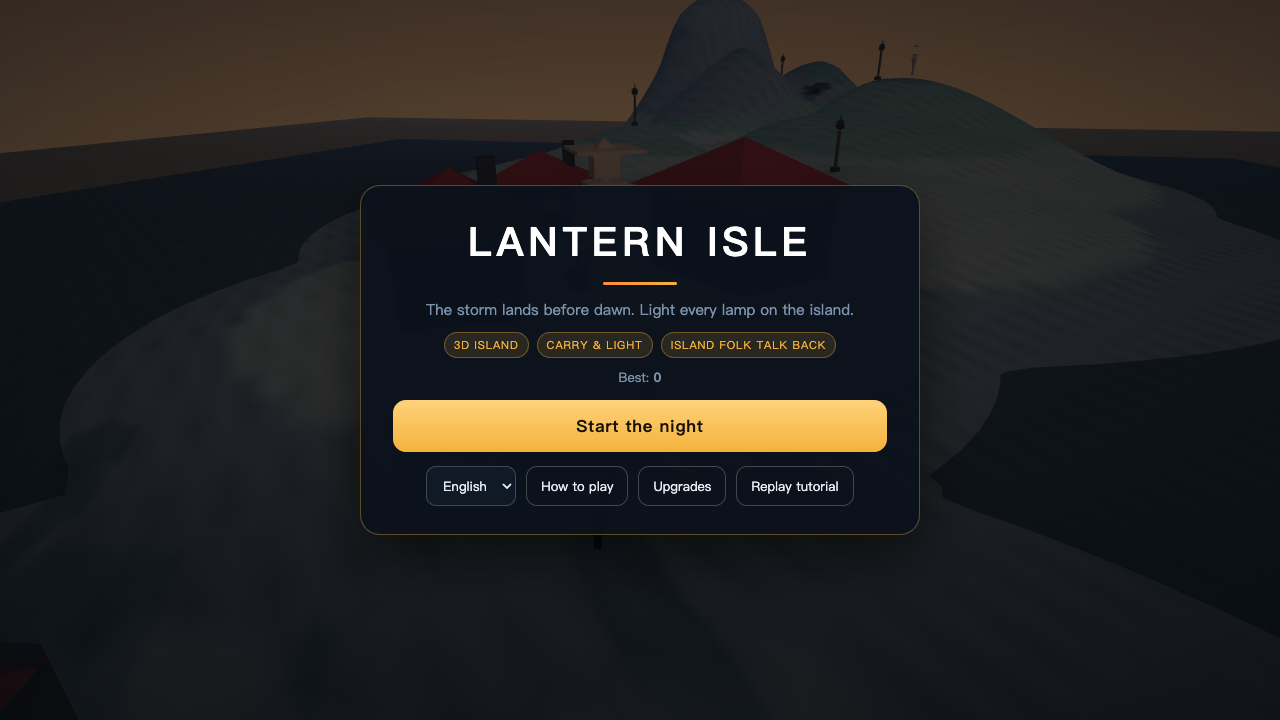 LANTERN ISLE
The storm lands before dawn. Light every lamp on the island.
3D ISLAND CARRY & LIGHT ISLAND FOLK TALK BACK
Best: 0
Start the night
English How to play Upgrades Replay tutorial